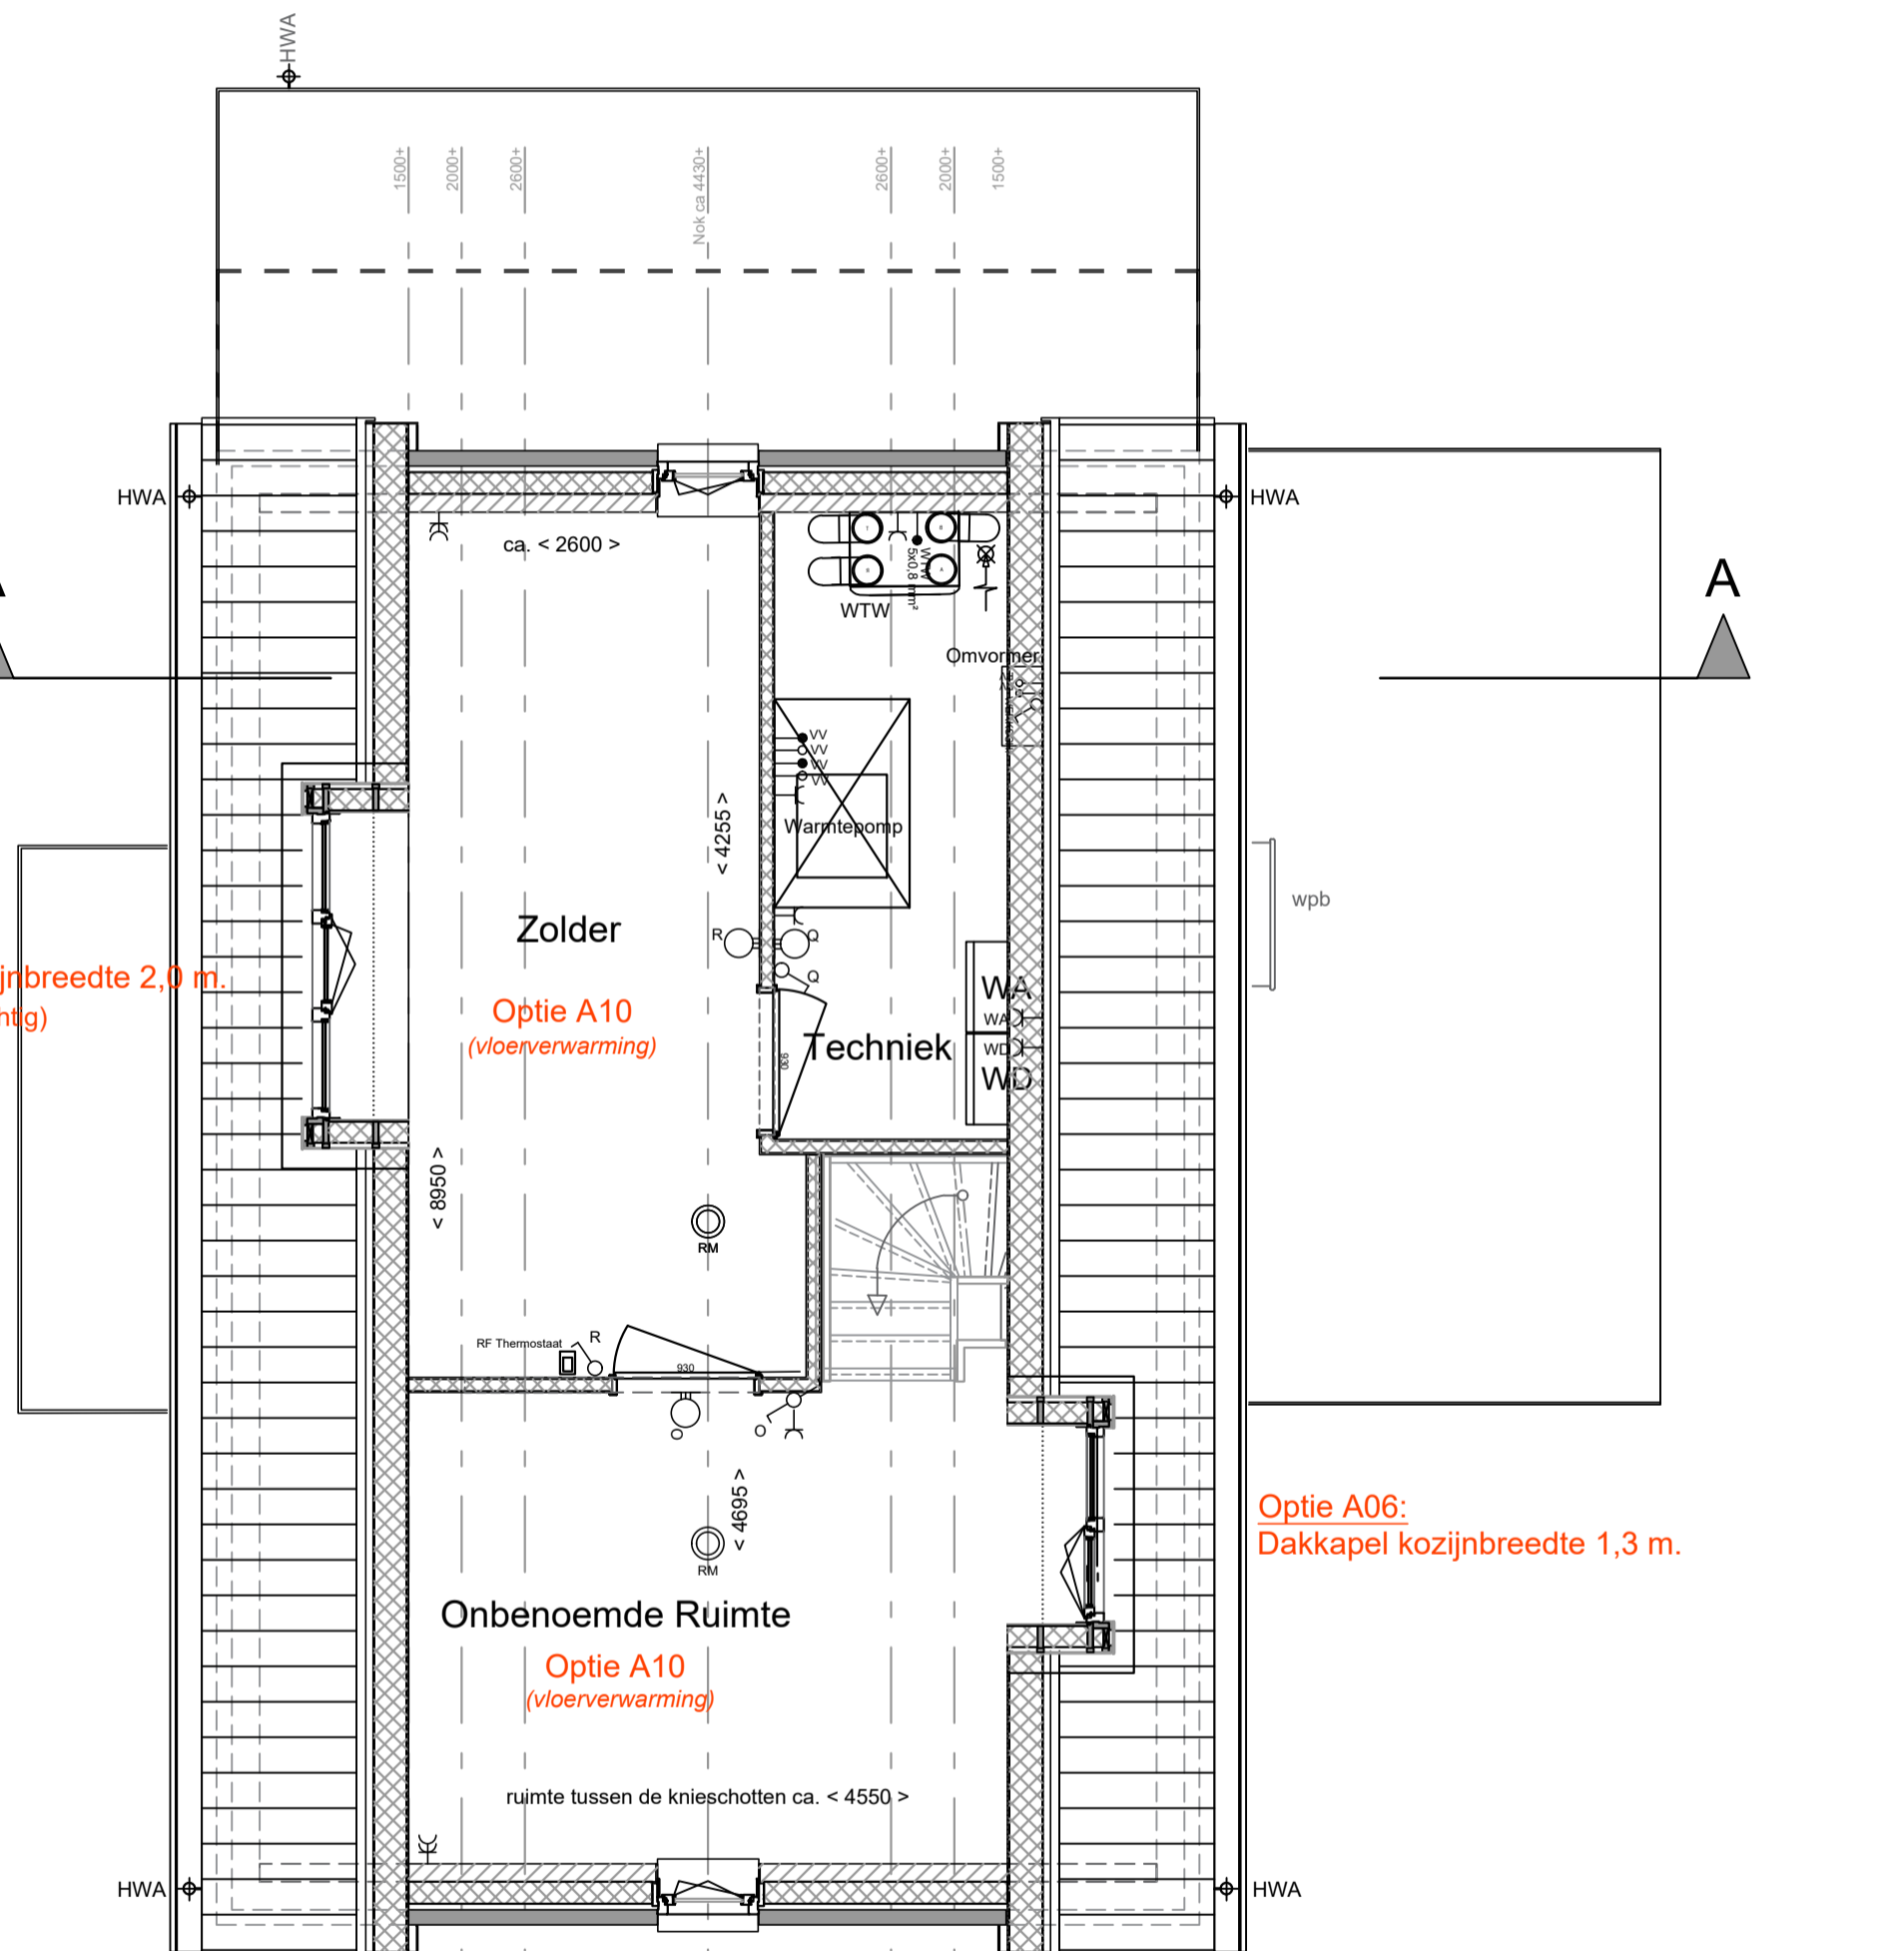 HWA
1500+
2000+
2600+
Nok ca 4430+
2600+
2000+
1500+
HWA
HWA
ca. < 2600 >
WTW
5x0,8 mm²
WTW
A
Omvormer
VV
VV
VV
VV
< 4255 >
Warmtepomp
wpb
Zolder
R
Q
Q
jnbreedte 2,0 m.
htig)
Optie A10
(vloerverwarming)
WA
WA
WD
WD
Techniek
930
< 8950 >
RM
RF Thermostaat
R
930
O
O
< 4695 >
RM
Optie A06:
Dakkapel kozijnbreedte 1,3 m.
Onbenoemde Ruimte
Optie A10
(vloerverwarming)
ruimte tussen de knieschotten ca. < 4550 >
HWA
HWA